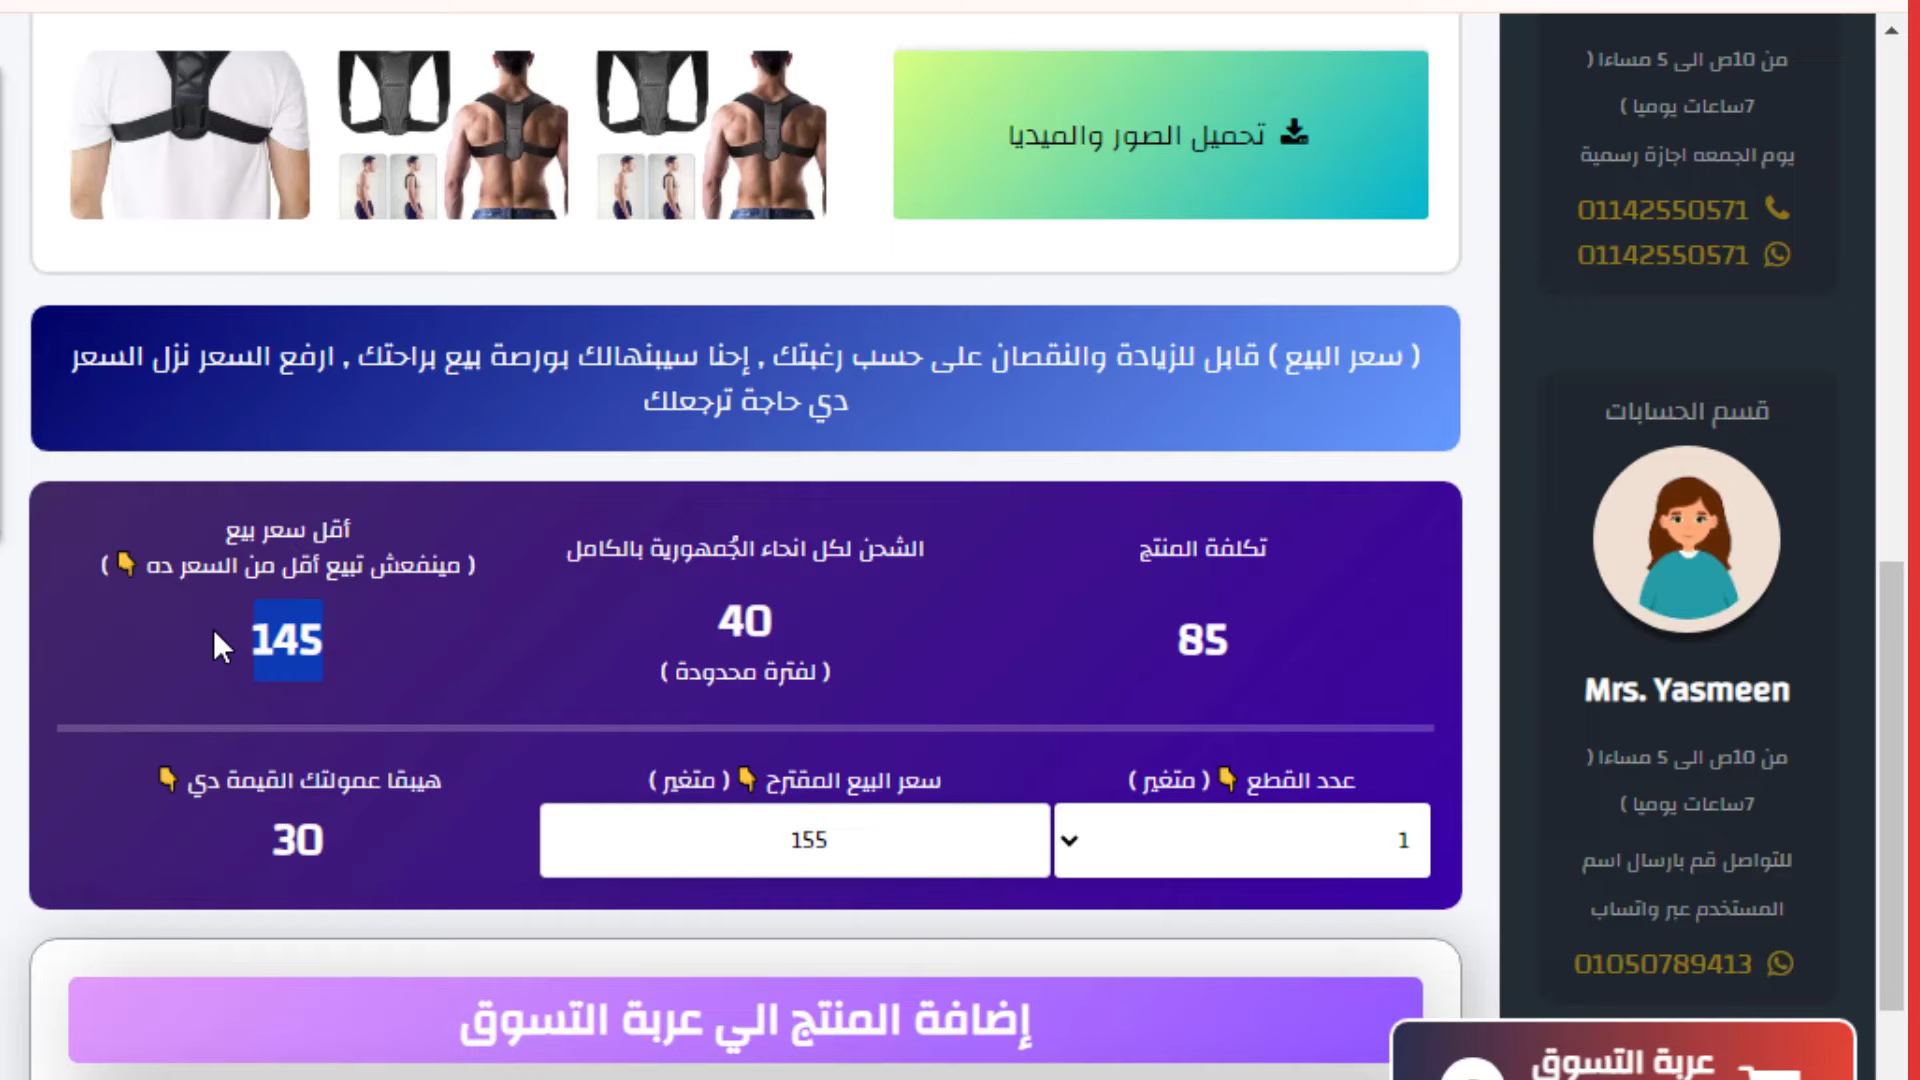 تحميل الصور والميديا
( سعر البيع ) قابل للزيادة والنقصان على حسب رغبتك , إحنا سيبنهالك بورصة بيع براحتك , ارفع السعر نزل السعر
دي حاجة ترجعلك
تكلفة المنتج
85
الشحن لكل انحاء الجُمهورية بالكامل
40
( لفترة محدودة )
أقل سعر بيع
( مينفعش تبيع أقل من السعر ده 👇 )
145
عدد القطع 👇 ( متغير )
1
سعر البيع المقترح 👇 ( متغير )
155
هيبقا عمولتك القيمة دي 👇
30
إضافة المنتج الي عربة التسوق
من 10ص الى 5 مساءا (
7ساعات يوميا )
يوم الجمعه اجازة رسمية
01142550571
01142550571
قسم الحسابات
Mrs. Yasmeen
من 10ص الى 5 مساءا (
7ساعات يوميا )
للتواصل قم بارسال اسم
المستخدم عبر واتساب
01050789413
عربة التسوق